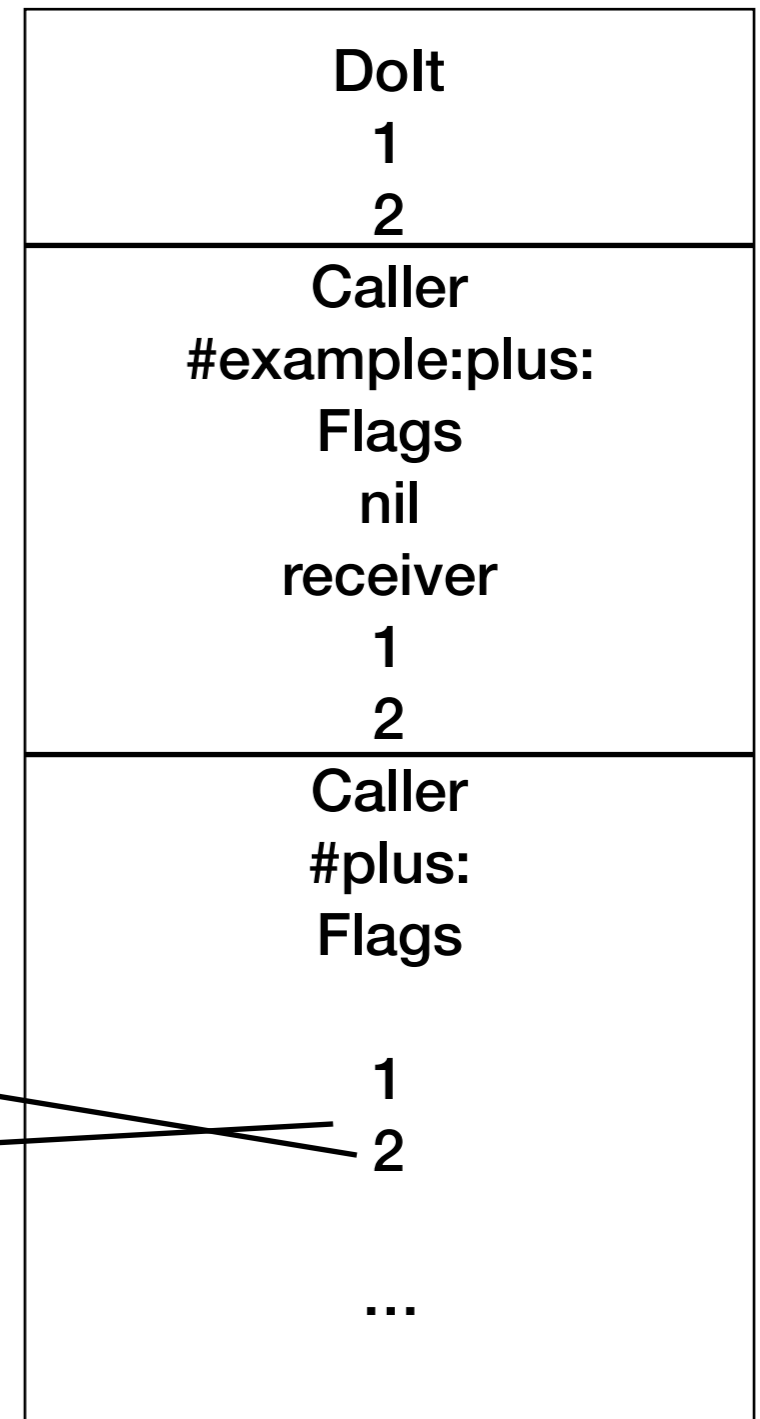 DoIt
1
2
Caller
#example:plus:
Flags
nil
receiver
1
2
Caller
#plus:
Flags
1
2
...